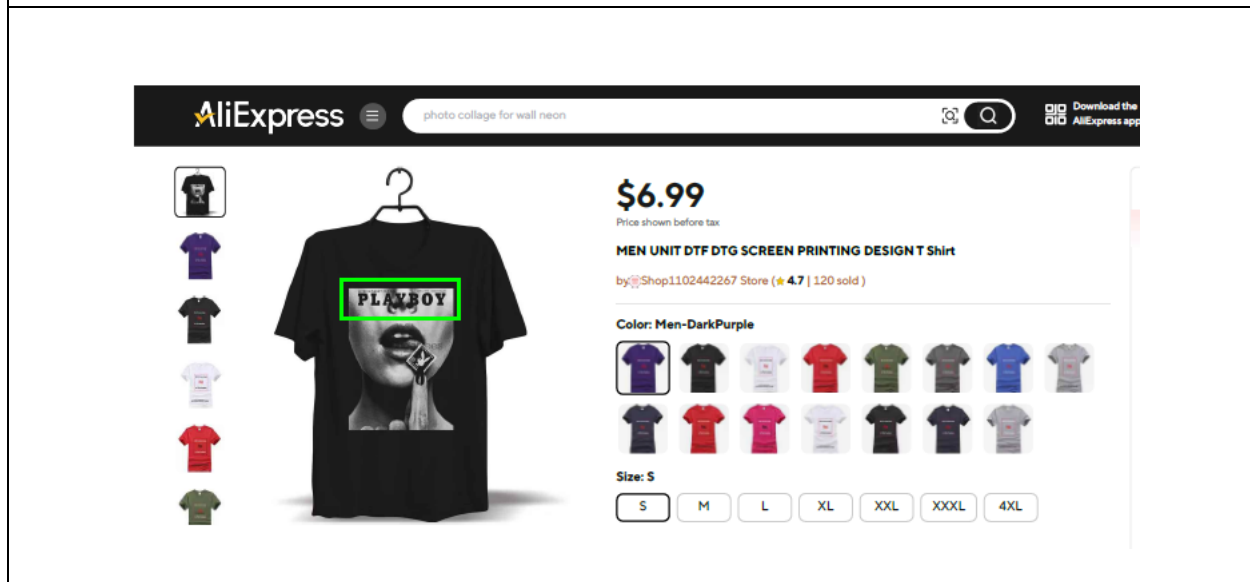 AliExpress
photo collage for wall neon
Download the
AliExpress app
$6.99
Price shown before tax
MEN UNIT DTF DTG SCREEN PRINTING DESIGN T Shirt
by Shop1102442267 Store ( 4.7 | 120 sold )
PLAYBOY
Color: Men-DarkPurple
Size: S
S M L XL XXL XXXL 4XL